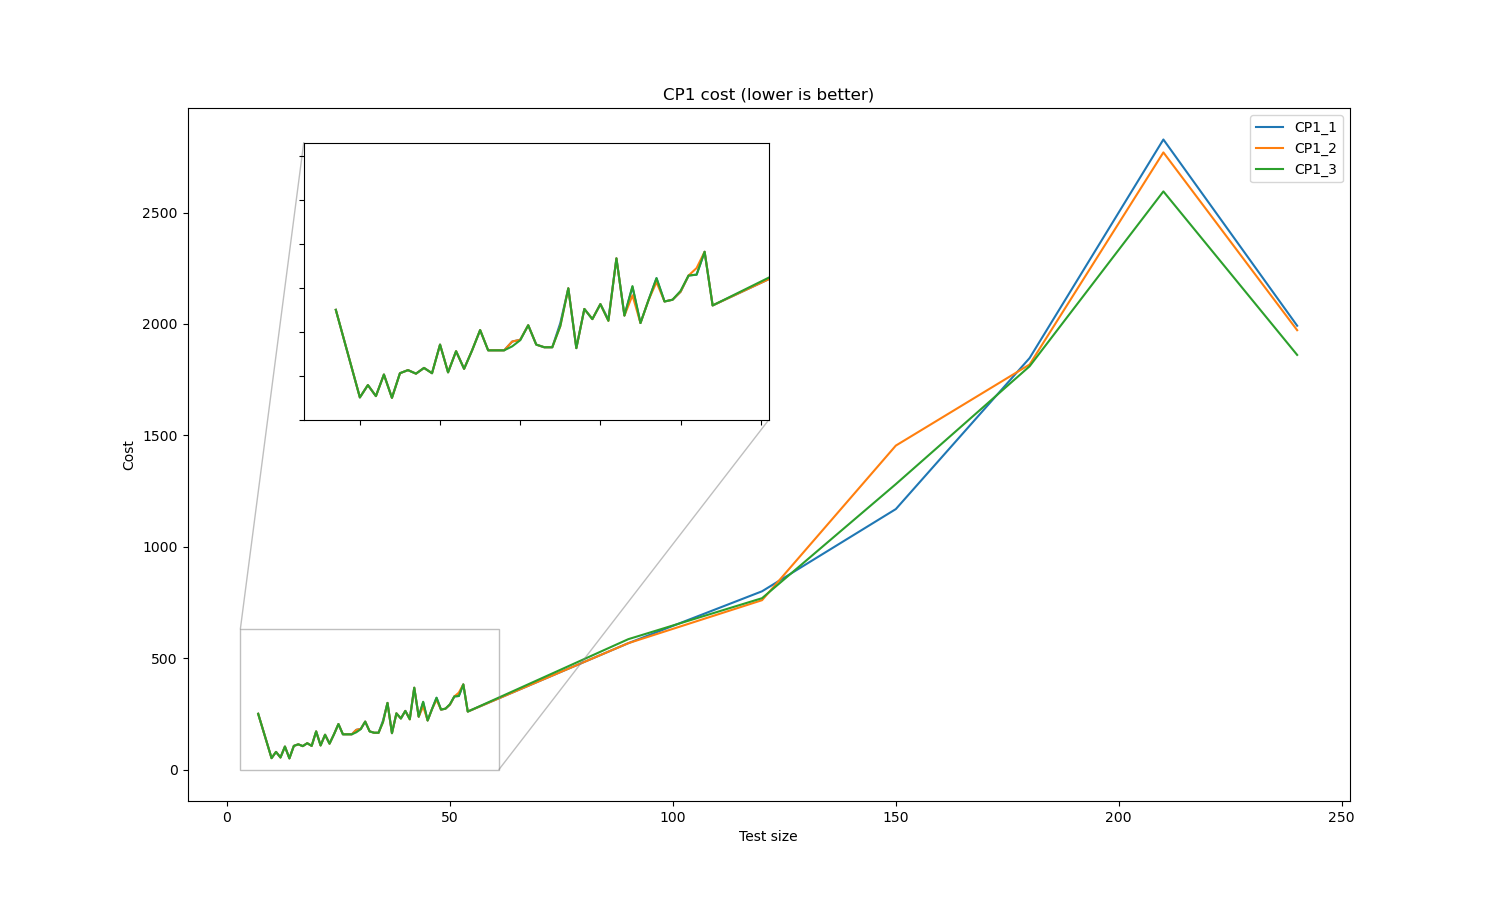 CP1 cost (lower is better)
CP1_1
CP1_2
CP1_3
2500
2000
1500
1000
500
0
Cost
0 50 100 150 200 250
Test size